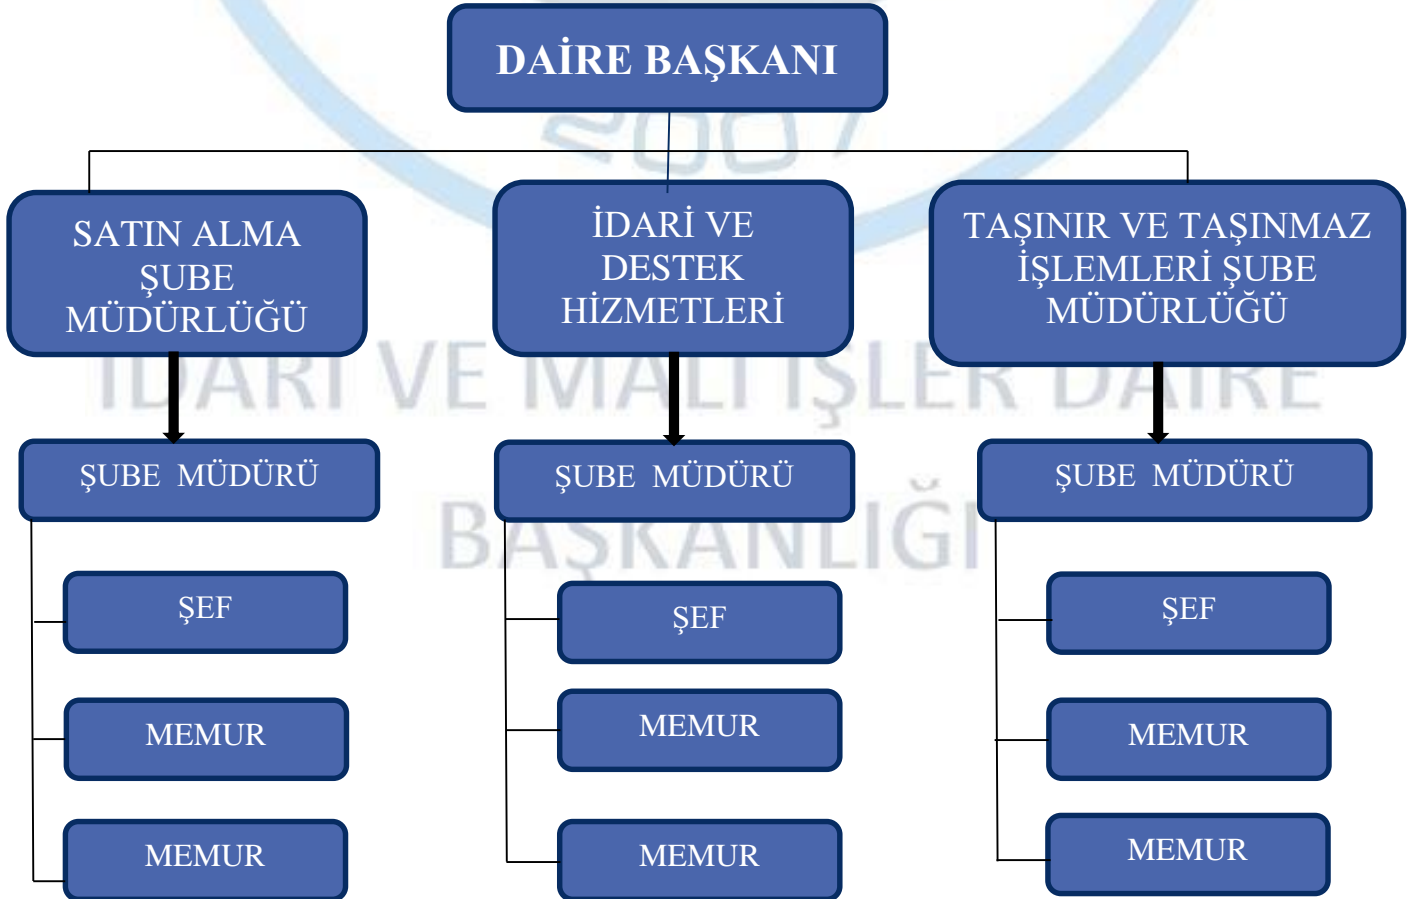 DAİRE BAŞKANI
2007
SATIN ALMA
ŞUBE
MÜDÜRLÜĞÜ
İDARİ VE
DESTEK
HİZMETLERİ
TAŞINIR VE TAŞINMAZ
İŞLEMLERİ ŞUBE
MÜDÜRLÜĞÜ
İDARİ VE MALİ İŞLER DAİRE
BAŞKANLIĞI
ŞUBE MÜDÜRÜ
ŞEF
MEMUR
MEMUR
ŞUBE MÜDÜRÜ
ŞEF
MEMUR
MEMUR
ŞUBE MÜDÜRÜ
ŞEF
MEMUR
MEMUR